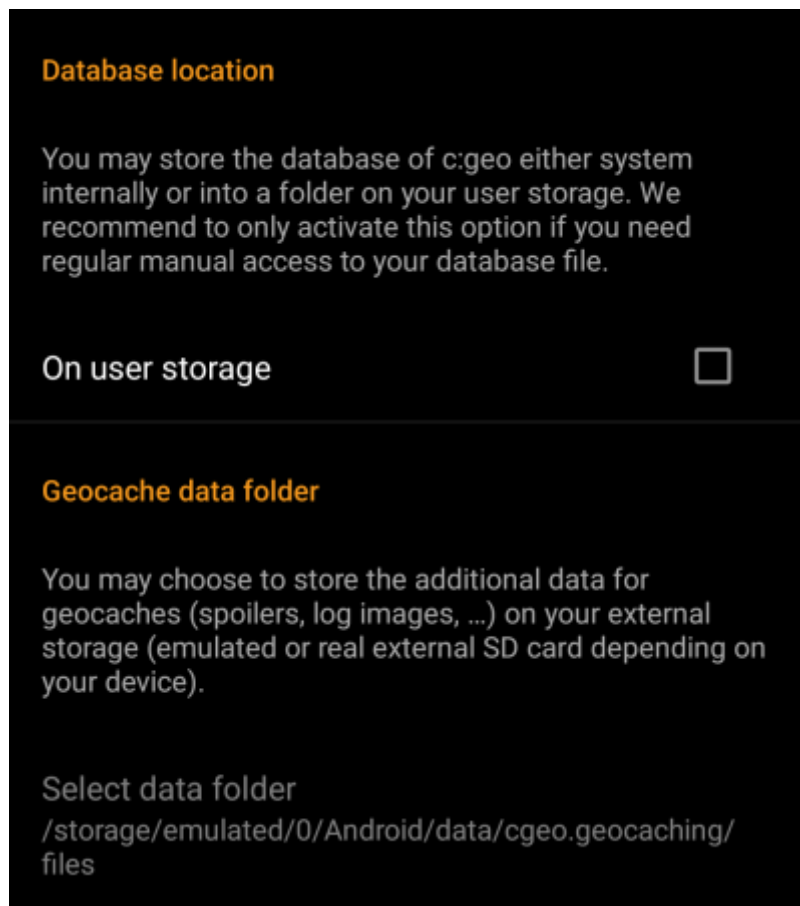 Database location
You may store the database of c:geo either system
internally or into a folder on your user storage. We
recommend to only activate this option if you need
regular manual access to your database file.
On user storage
Geocache data folder
You may choose to store the additional data for
geocaches (spoilers, log images, …) on your external
storage (emulated or real external SD card depending on
your device).
Select data folder
/storage/emulated/0/Android/data/cgeo.geocaching/
files